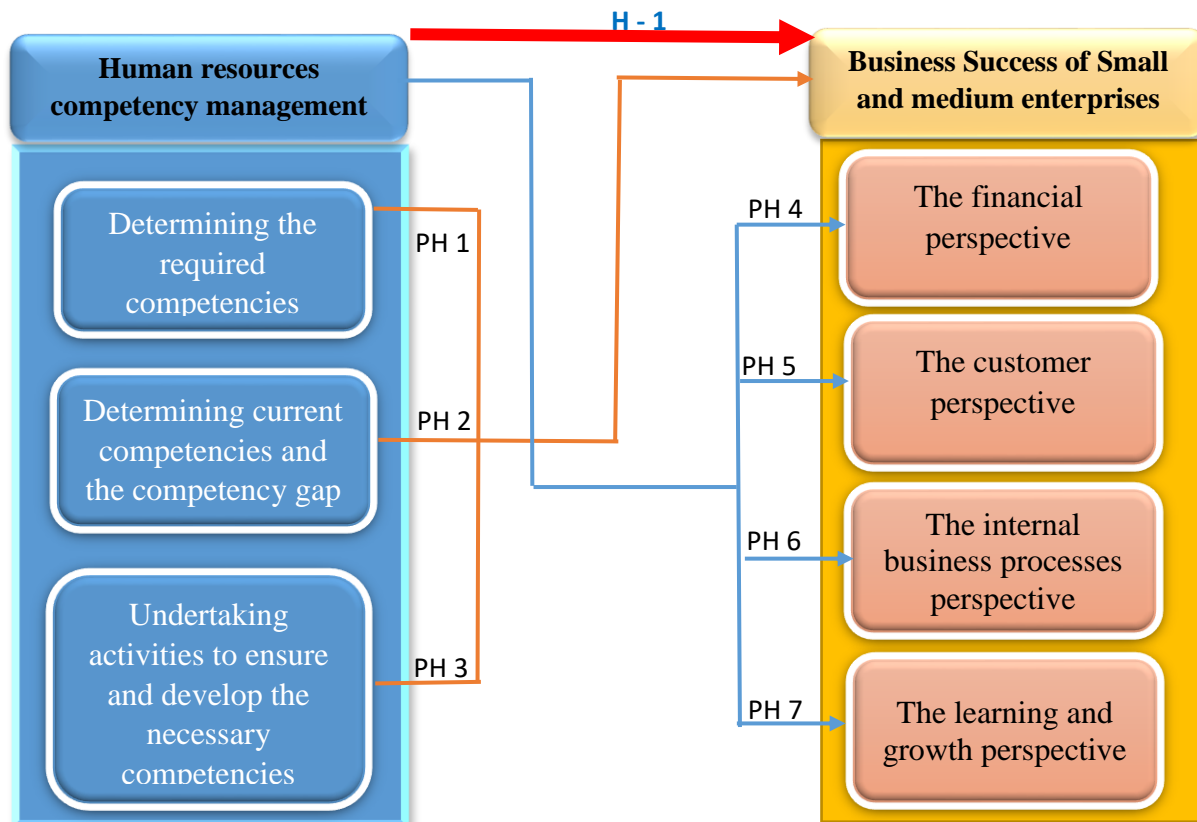 H - 1
Human resources
competency management
Business Success of Small
and medium enterprises
Determining the
required
competencies
PH 1
Determining current
competencies and
the competency gap
PH 2
Undertaking
activities to ensure
and develop the
necessary
competencies
PH 3
PH 4
The financial
perspective
PH 5
The customer
perspective
PH 6
The internal
business processes
perspective
PH 7
The learning and
growth perspective